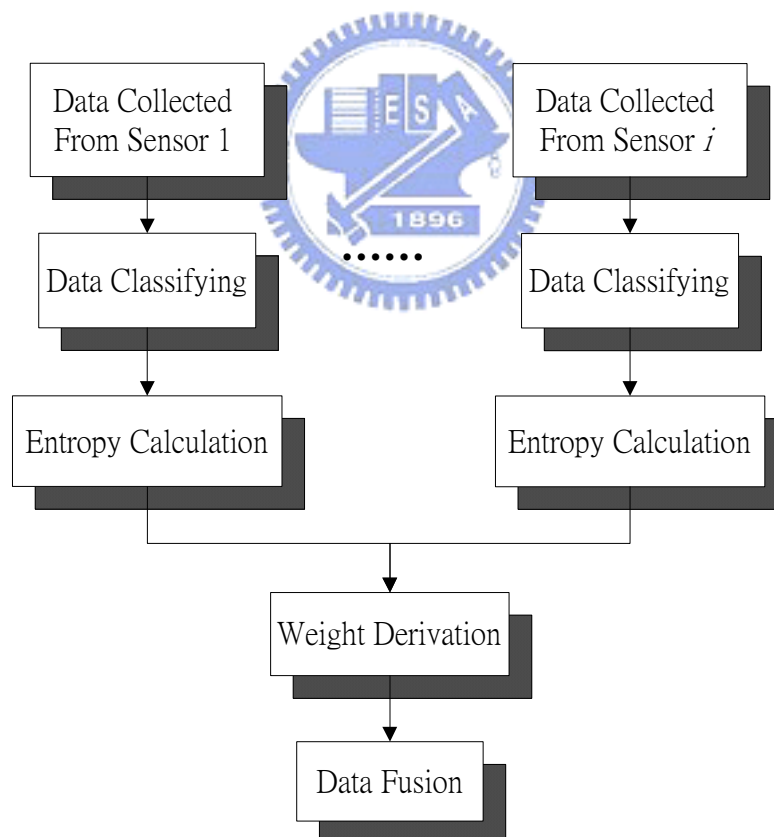 Data Collected
From Sensor 1
Data Collected
From Sensor i
E S A
1896
......
Data Classifying
Data Classifying
Entropy Calculation
Entropy Calculation
Weight Derivation
Data Fusion